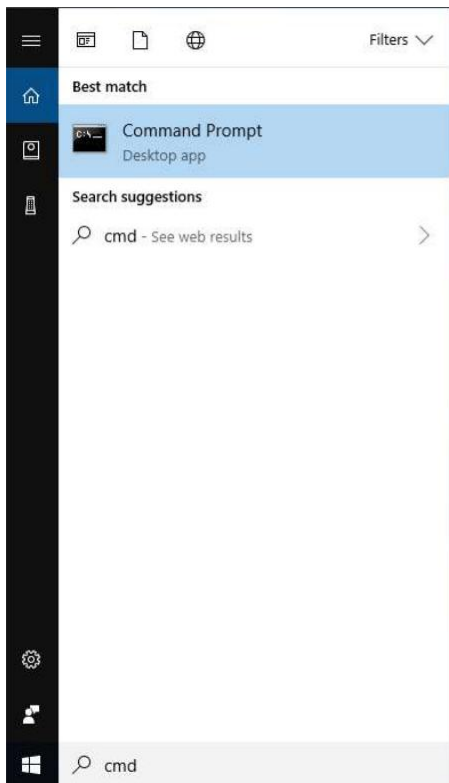 Filters
Best match
C:\_
Command Prompt
Desktop app
Search suggestions
cmd - See web results
cmd